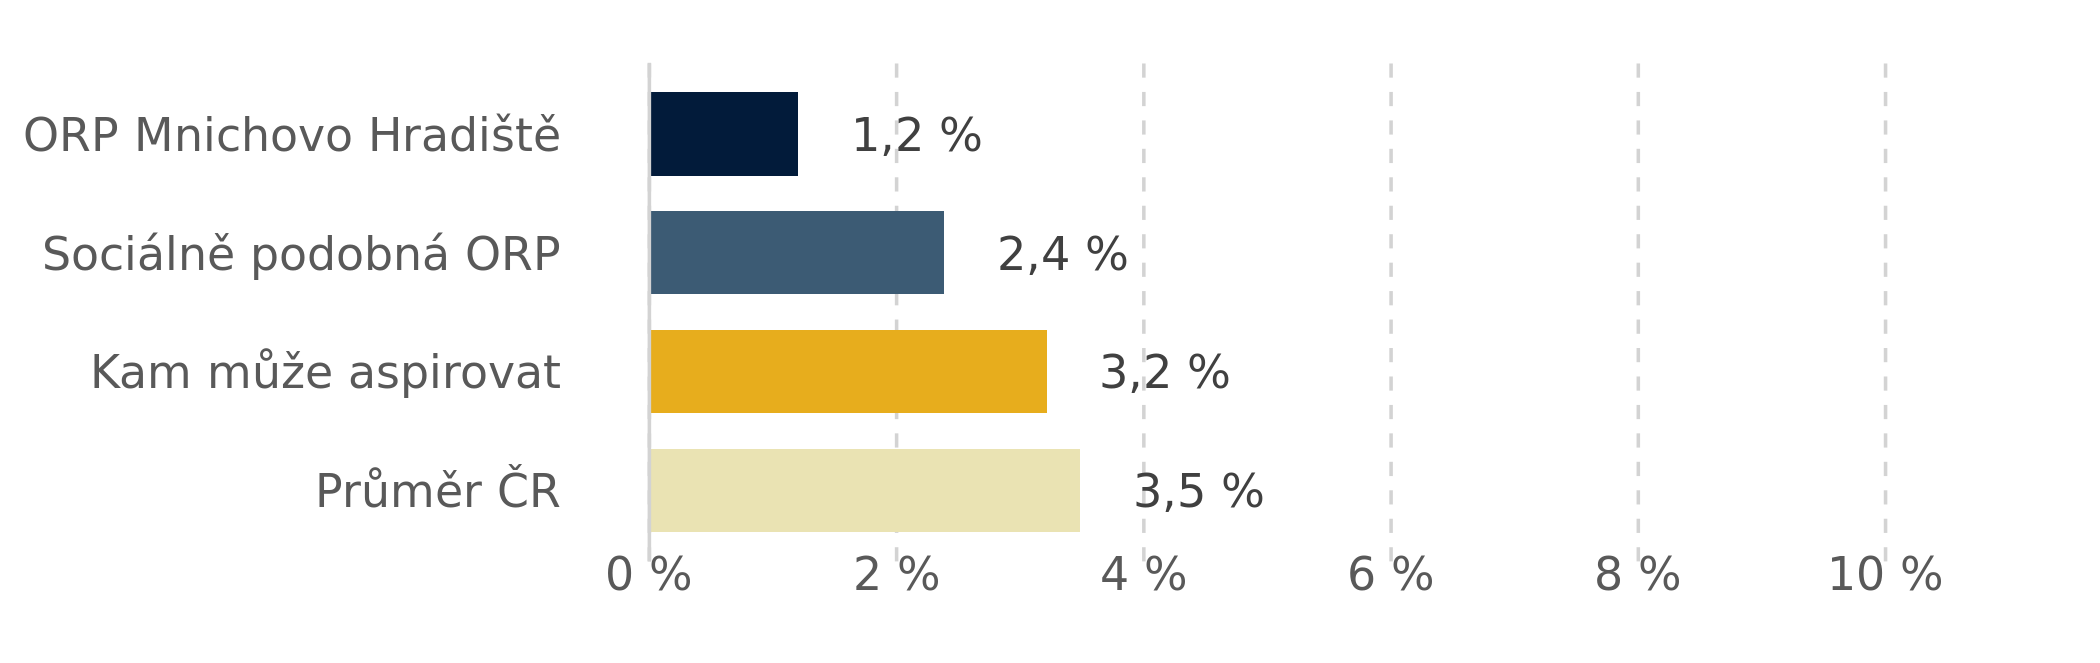 ORP Mnichovo Hradiště 1,2 %
Sociálně podobná ORP 2,4 %
Kam může aspirovat 3,2 %
Průměr ČR 3,5 %
0 % 2 % 4 % 6 % 8 % 10 %